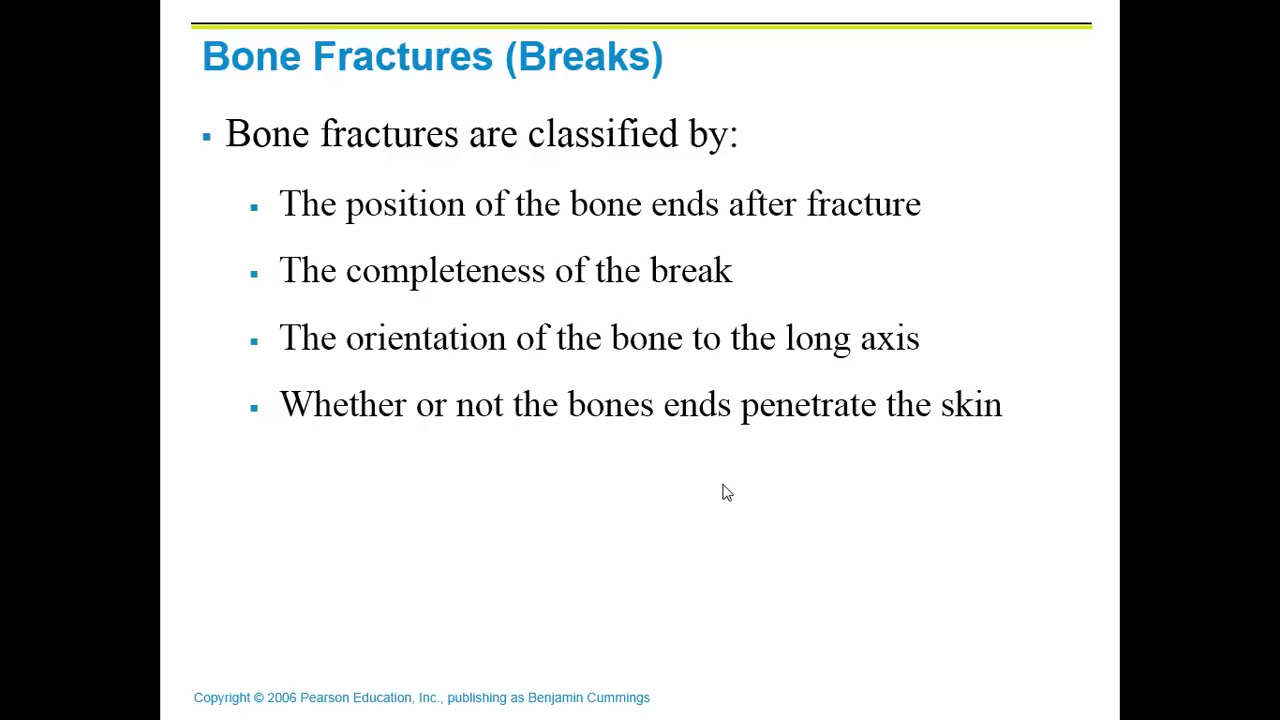 Bone Fractures (Breaks)
Bone fractures are classified by:
The position of the bone ends after fracture
The completeness of the break
The orientation of the bone to the long axis
Whether or not the bones ends penetrate the skin
Copyright © 2006 Pearson Education, Inc., publishing as Benjamin Cummings